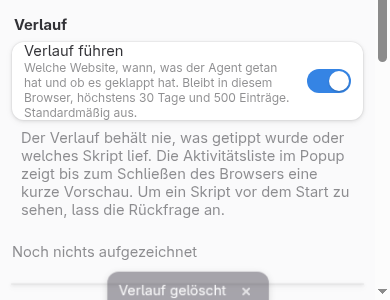 Verlauf
Verlauf führen
Welche Website, wann, was der Agent getan
hat und ob es geklappt hat. Bleibt in diesem
Browser, höchstens 30 Tage und 500 Einträge.
Standardmäßig aus.
Der Verlauf behält nie, was getippt wurde oder
welches Skript lief. Die Aktivitätsliste im Popup
zeigt bis zum Schließen des Browsers eine
kurze Vorschau. Um ein Skript vor dem Start zu
sehen, lass die Rückfrage an.
Noch nichts aufgezeichnet
Verlauf gelöscht ×